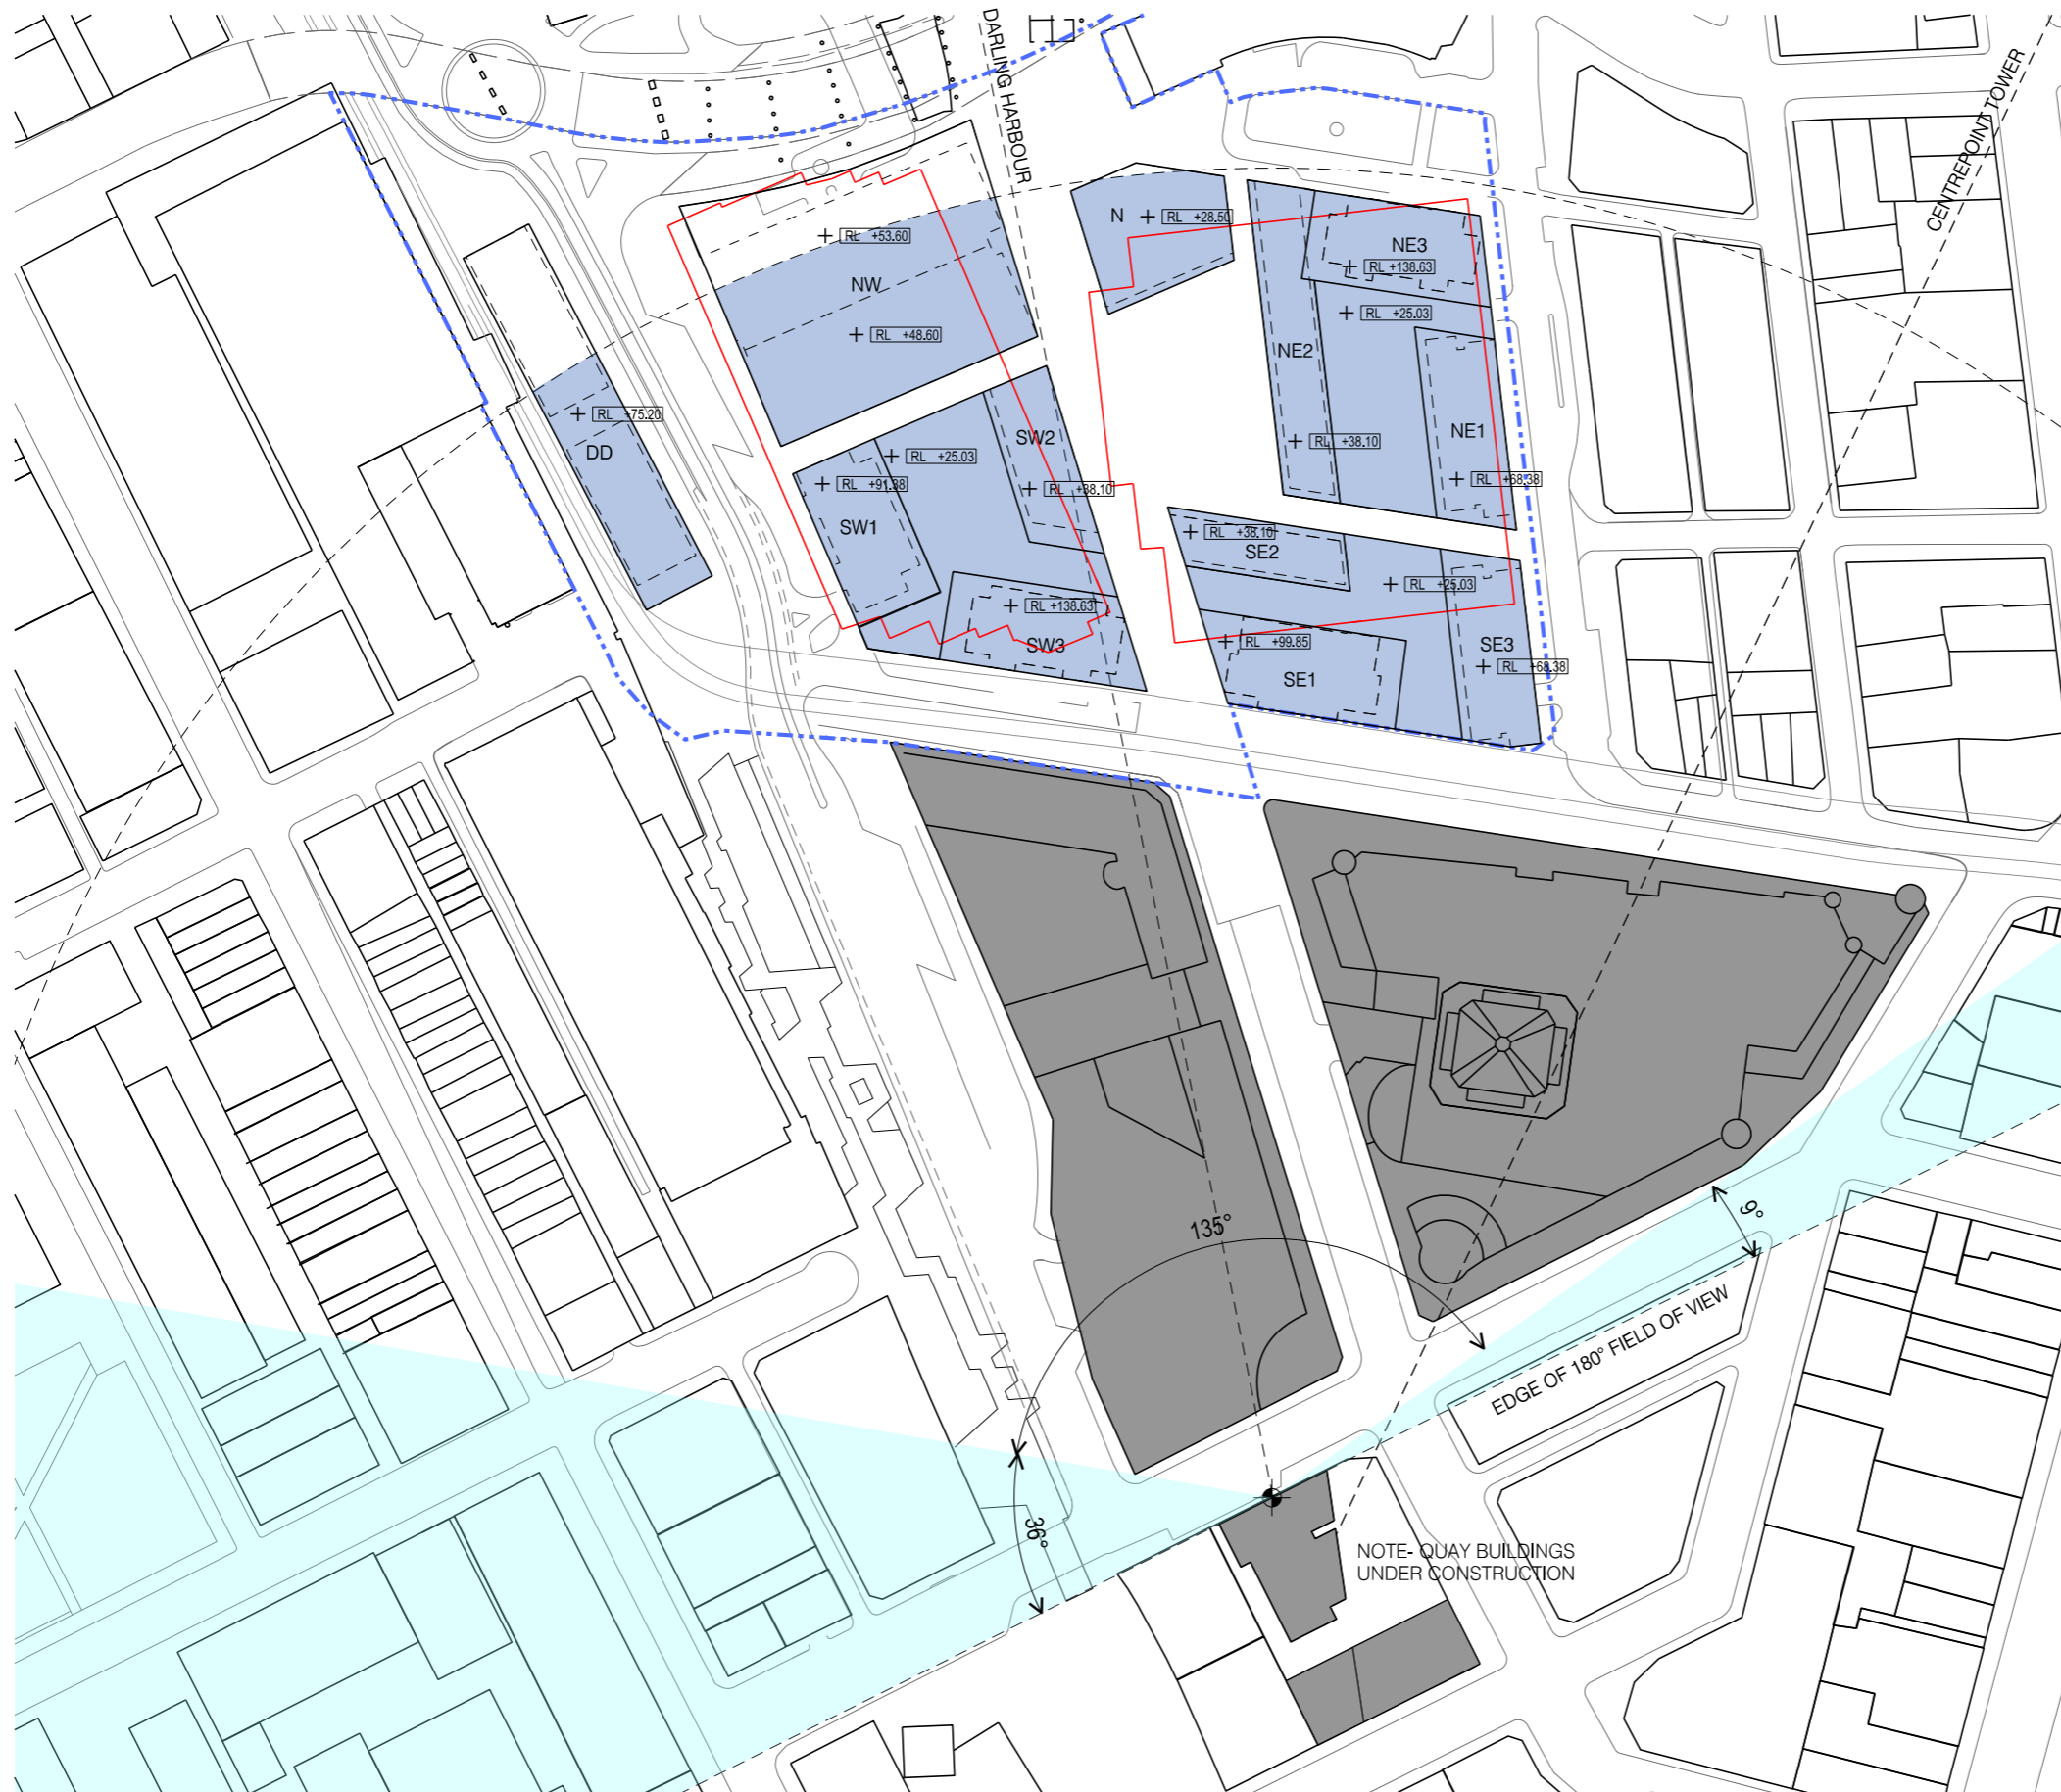 DARLING HARBOUR
CENTREPOINT TOWER
N
RL +28.50
RL +53.60
NE3
RL +138.63
NW
RL +25.03
RL +48.60
NE2
RL +75.20
DD
SW2
RL +38.10
NE1
RL +25.03
RL +91.38
RL +38.10
RL +68.38
SW1
RL +38.10
SE2
RL +25.03
RL +138.63
SW3
RL +99.85
SE3
RL +68.38
SE1
135°
9°
EDGE OF 180° FIELD OF VIEW
36°
NOTE- QUAY BUILDINGS
UNDER CONSTRUCTION